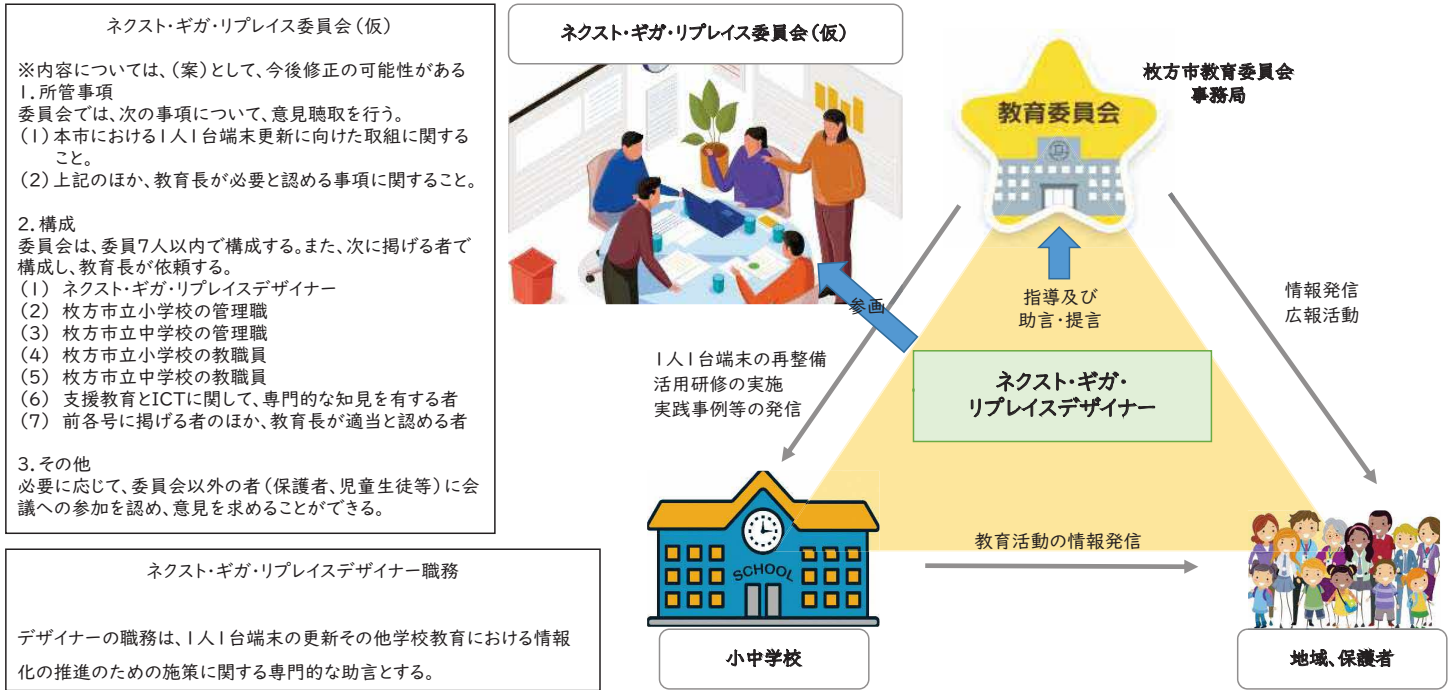 ネクスト・ギガ・リプレイス委員会(仮)
※内容については、(案)として、今後修正の可能性がある
1.所管事項
委員会では、次の事項について、意見聴取を行う。
(1)本市における1人1台端末更新に向けた取組に関する
こと。
(2)上記のほか、教育長が必要と認める事項に関すること。
2.構成
委員会は、委員7人以内で構成する。また、次に掲げる者で
構成し、教育長が依頼する。
(1) ネクスト・ギガ・リプレイスデザイナー
(2) 枚方市立小学校の管理職
(3) 枚方市立中学校の管理職
(4) 枚方市立小学校の教職員
(5) 枚方市立中学校の教職員
(6) 支援教育とICTに関して、専門的な知見を有する者
(7) 前各号に掲げる者のほか、教育長が適当と認める者
3.その他
必要に応じて、委員会以外の者(保護者、児童生徒等)に会
議への参加を認め、意見を求めることができる。
ネクスト・ギガ・リプレイスデザイナー職務
デザイナーの職務は、1人1台端末の更新その他学校教育における情報
化の推進のための施策に関する専門的な助言とする。
ネクスト・ギガ・リプレイス委員会(仮)
教育委員会
枚方市教育委員会
事務局
参画
指導及び
助言・提言
情報発信
広報活動
1人1台端末の再整備
活用研修の実施
実践事例等の発信
ネクスト・ギガ・
リプレイスデザイナー
SCHOOL
教育活動の情報発信
小中学校
地域、保護者